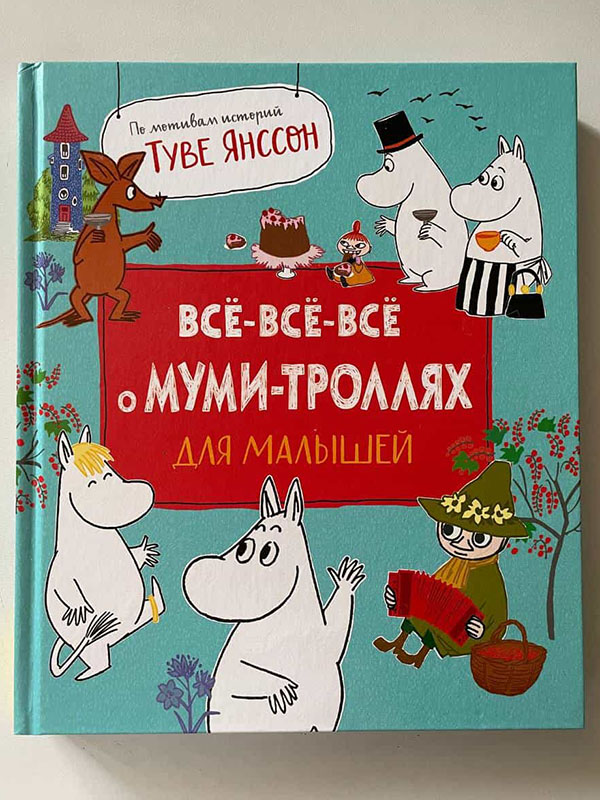 По мотивам историй
ТУВЕ ЯНССОН
ВСЁ-ВСЁ-ВСЁ
О МУМИ-ТРОЛЛЯХ
ДЛЯ МАЛЫШЕЙ